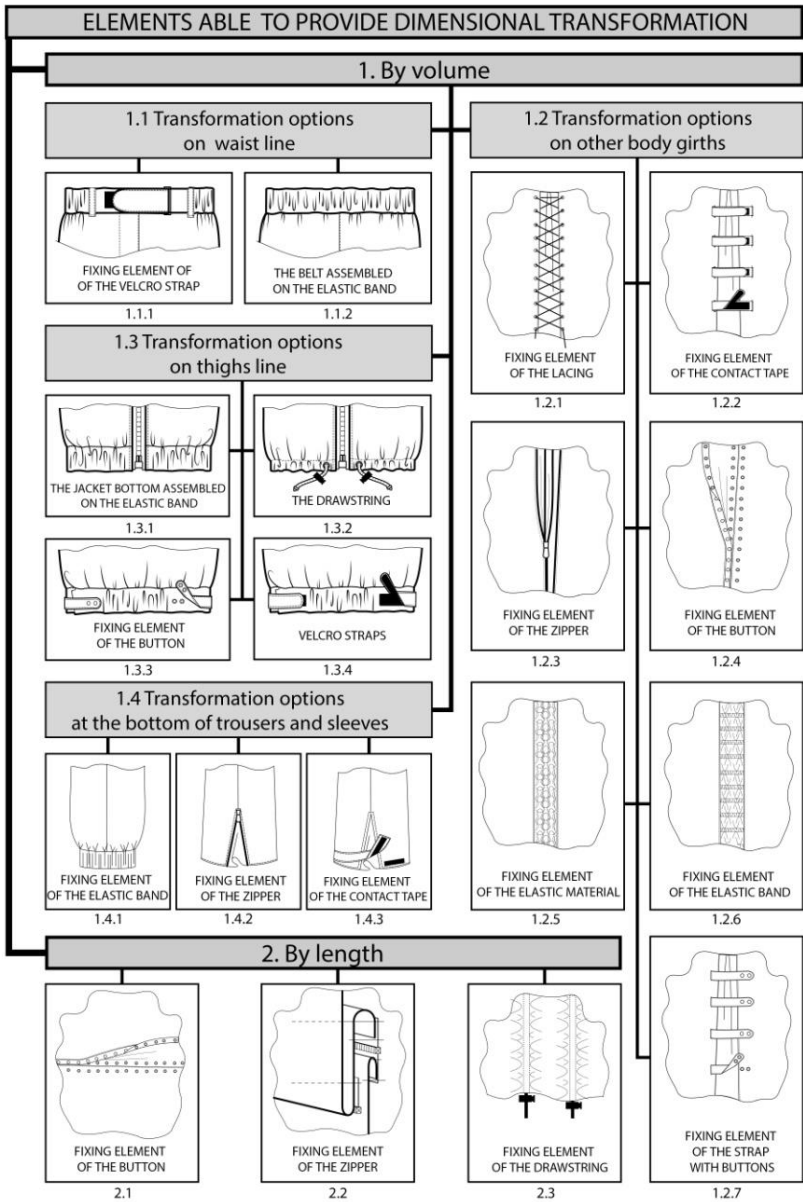 ELEMENTS ABLE TO PROVIDE DIMENSIONAL TRANSFORMATION
1. By volume
1.1 Transformation options
on waist line
FIXING ELEMENT OF
OF THE VELCRO STRAP
1.1.1
THE BELT ASSEMBLED
ON THE ELASTIC BAND
1.1.2
1.2 Transformation options
on other body girths
FIXING ELEMENT
OF THE LACING
1.2.1
FIXING ELEMENT
OF THE CONTACT TAPE
1.2.2
FIXING ELEMENT
OF THE ZIPPER
1.2.3
FIXING ELEMENT
OF THE BUTTON
1.2.4
FIXING ELEMENT
OF THE ELASTIC MATERIAL
1.2.5
FIXING ELEMENT
OF THE ELASTIC BAND
1.2.6
FIXING ELEMENT
OF THE STRAP
WITH BUTTONS
1.2.7
1.3 Transformation options
on thighs line
THE JACKET BOTTOM ASSEMBLED
ON THE ELASTIC BAND
1.3.1
THE DRAWSTRING
1.3.2
FIXING ELEMENT
OF THE BUTTON
1.3.3
VELCRO STRAPS
1.3.4
1.4 Transformation options
at the bottom of trousers and sleeves
FIXING ELEMENT
OF THE ELASTIC BAND
1.4.1
FIXING ELEMENT
OF THE ZIPPER
1.4.2
FIXING ELEMENT
OF THE CONTACT TAPE
1.4.3
2. By length
FIXING ELEMENT
OF THE BUTTON
2.1
FIXING ELEMENT
OF THE ZIPPER
2.2
FIXING ELEMENT
OF THE DRAWSTRING
2.3